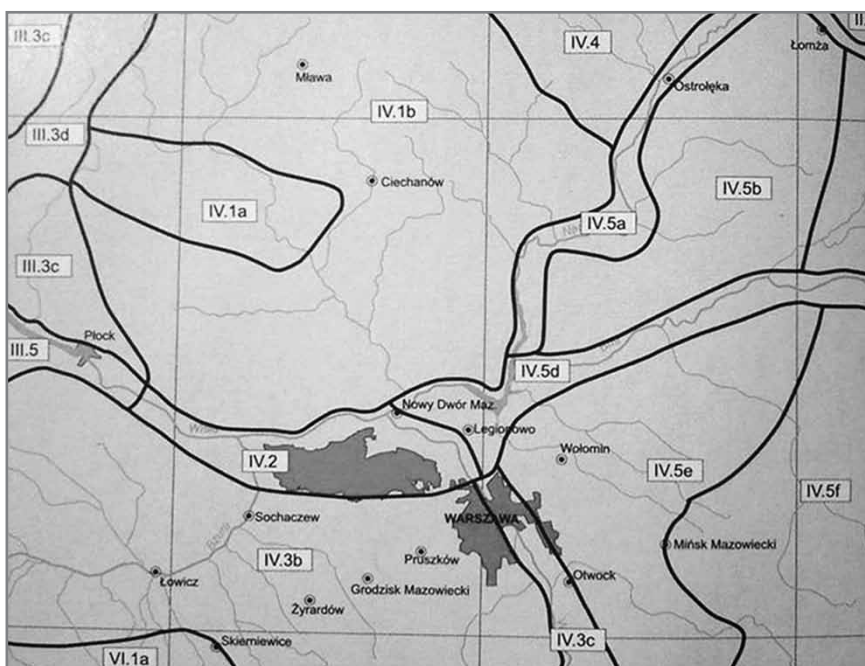 III.3c
IV.4
Łomża
Mława
Ostrołęka
IV.1b
III.3d
Ciechanów
IV.5b
IV.1a
IV.5a
III.3c
Płock
III.5
IV.5d
Nowy Dwór Maz.
Legionowo
Wisła
Wołomin
IV.2
IV.5e
IV.5f
Sochaczew
WARSZAWA
Bzura
Mińsk Mazowiecki
Pruszków
IV.3b
Łowicz
Grodzisk Mazowiecki
Otwock
Żyrardów
Skierniewice
IV.3c
VI.1a